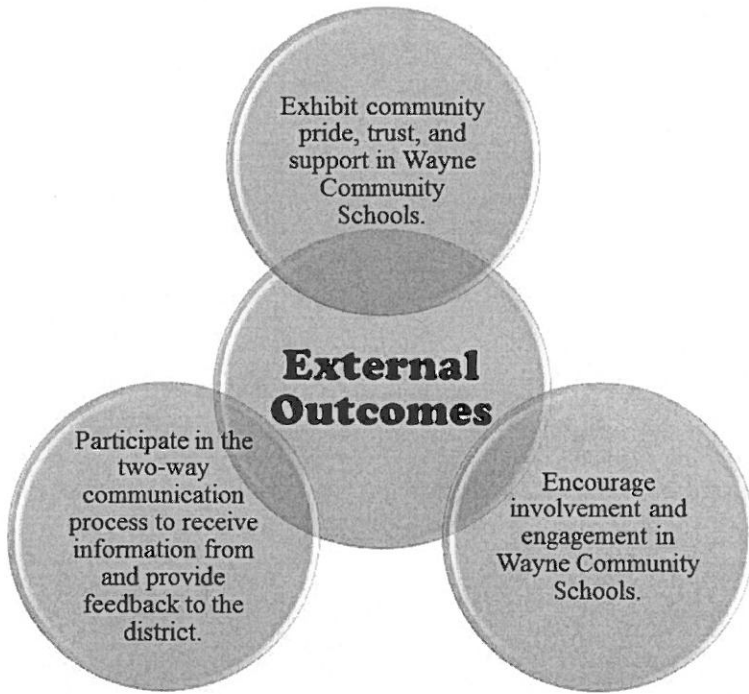 Exhibit community
pride, trust, and
support in Wayne
Community
Schools.
External
Outcomes
Participate in the
two-way
communication
process to receive
information from
and provide
feedback to the
district.
Encourage
involvement and
engagement in
Wayne Community
Schools.